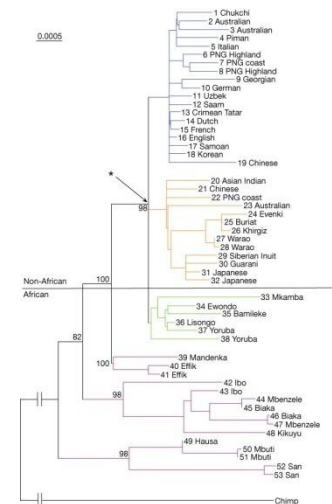 0.0005
1 Chukchi
2 Australian
3 Australian
4 Piman
5 Italian
6 PNG Highland
7 PNG coast
8 PNG Highland
9 Georgian
10 German
11 Uzbek
12 Saam
13 Crimean Tatar
14 Dutch
15 French
16 English
17 Samoan
18 Korean
19 Chinese
*
98
20 Asian Indian
21 Chinese
22 PNG coast
23 Australian
24 Evenki
25 Buriat
26 Khirgiz
27 Warao
28 Warao
29 Siberian Inuit
30 Guarani
31 Japanese
32 Japanese
100
Non-African
African
33 Mkamba
34 Ewondo
35 Bamileke
36 Lisongo
37 Yoruba
38 Yoruba
82
100
39 Mandenka
40 Effik
41 Effik
98
42 Ibo
43 Ibo
44 Mbenzele
45 Biaka
46 Biaka
47 Mbenzele
48 Kikuyu
98
49 Hausa
50 Mbuti
51 Mbuti
52 San
53 San
Chimp